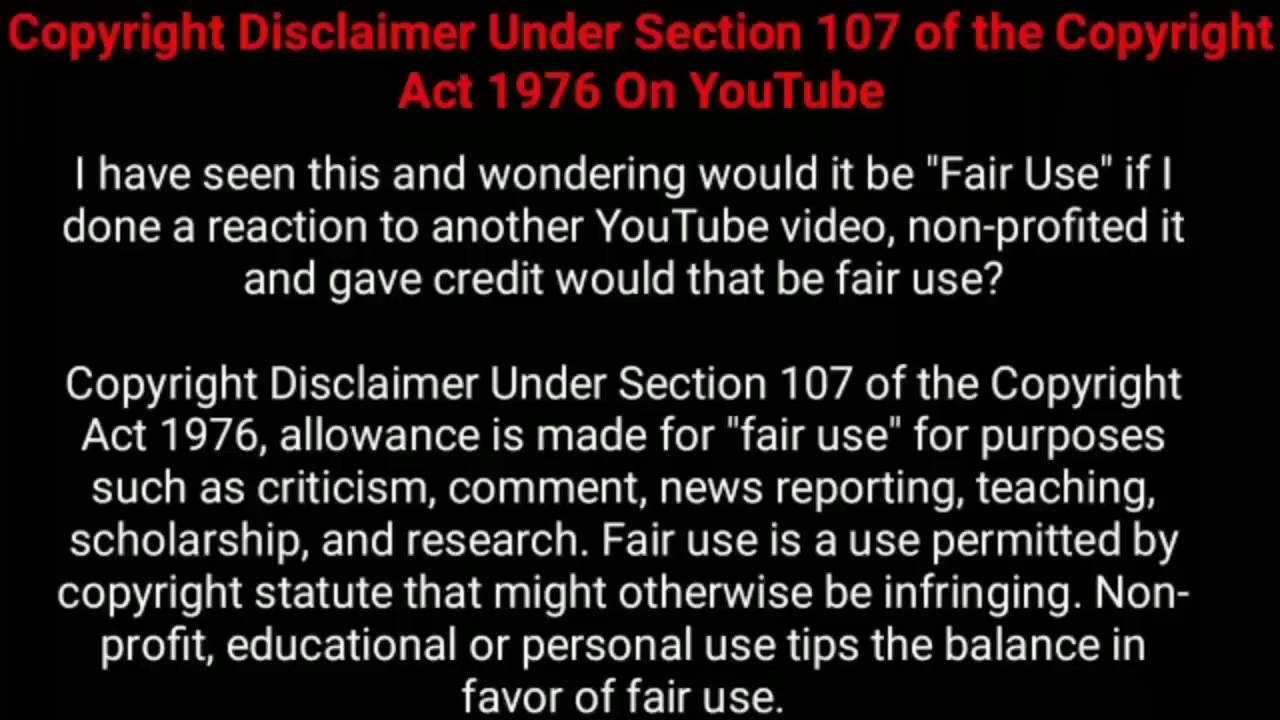 Copyright Disclaimer Under Section 107 of the Copyright
Act 1976 On YouTube
I have seen this and wondering would it be "Fair Use" if I
done a reaction to another YouTube video, non-profited it
and gave credit would that be fair use?
Copyright Disclaimer Under Section 107 of the Copyright
Act 1976, allowance is made for "fair use" for purposes
such as criticism, comment, news reporting, teaching,
scholarship, and research. Fair use is a use permitted by
copyright statute that might otherwise be infringing. Non-
profit, educational or personal use tips the balance in
favor of fair use.